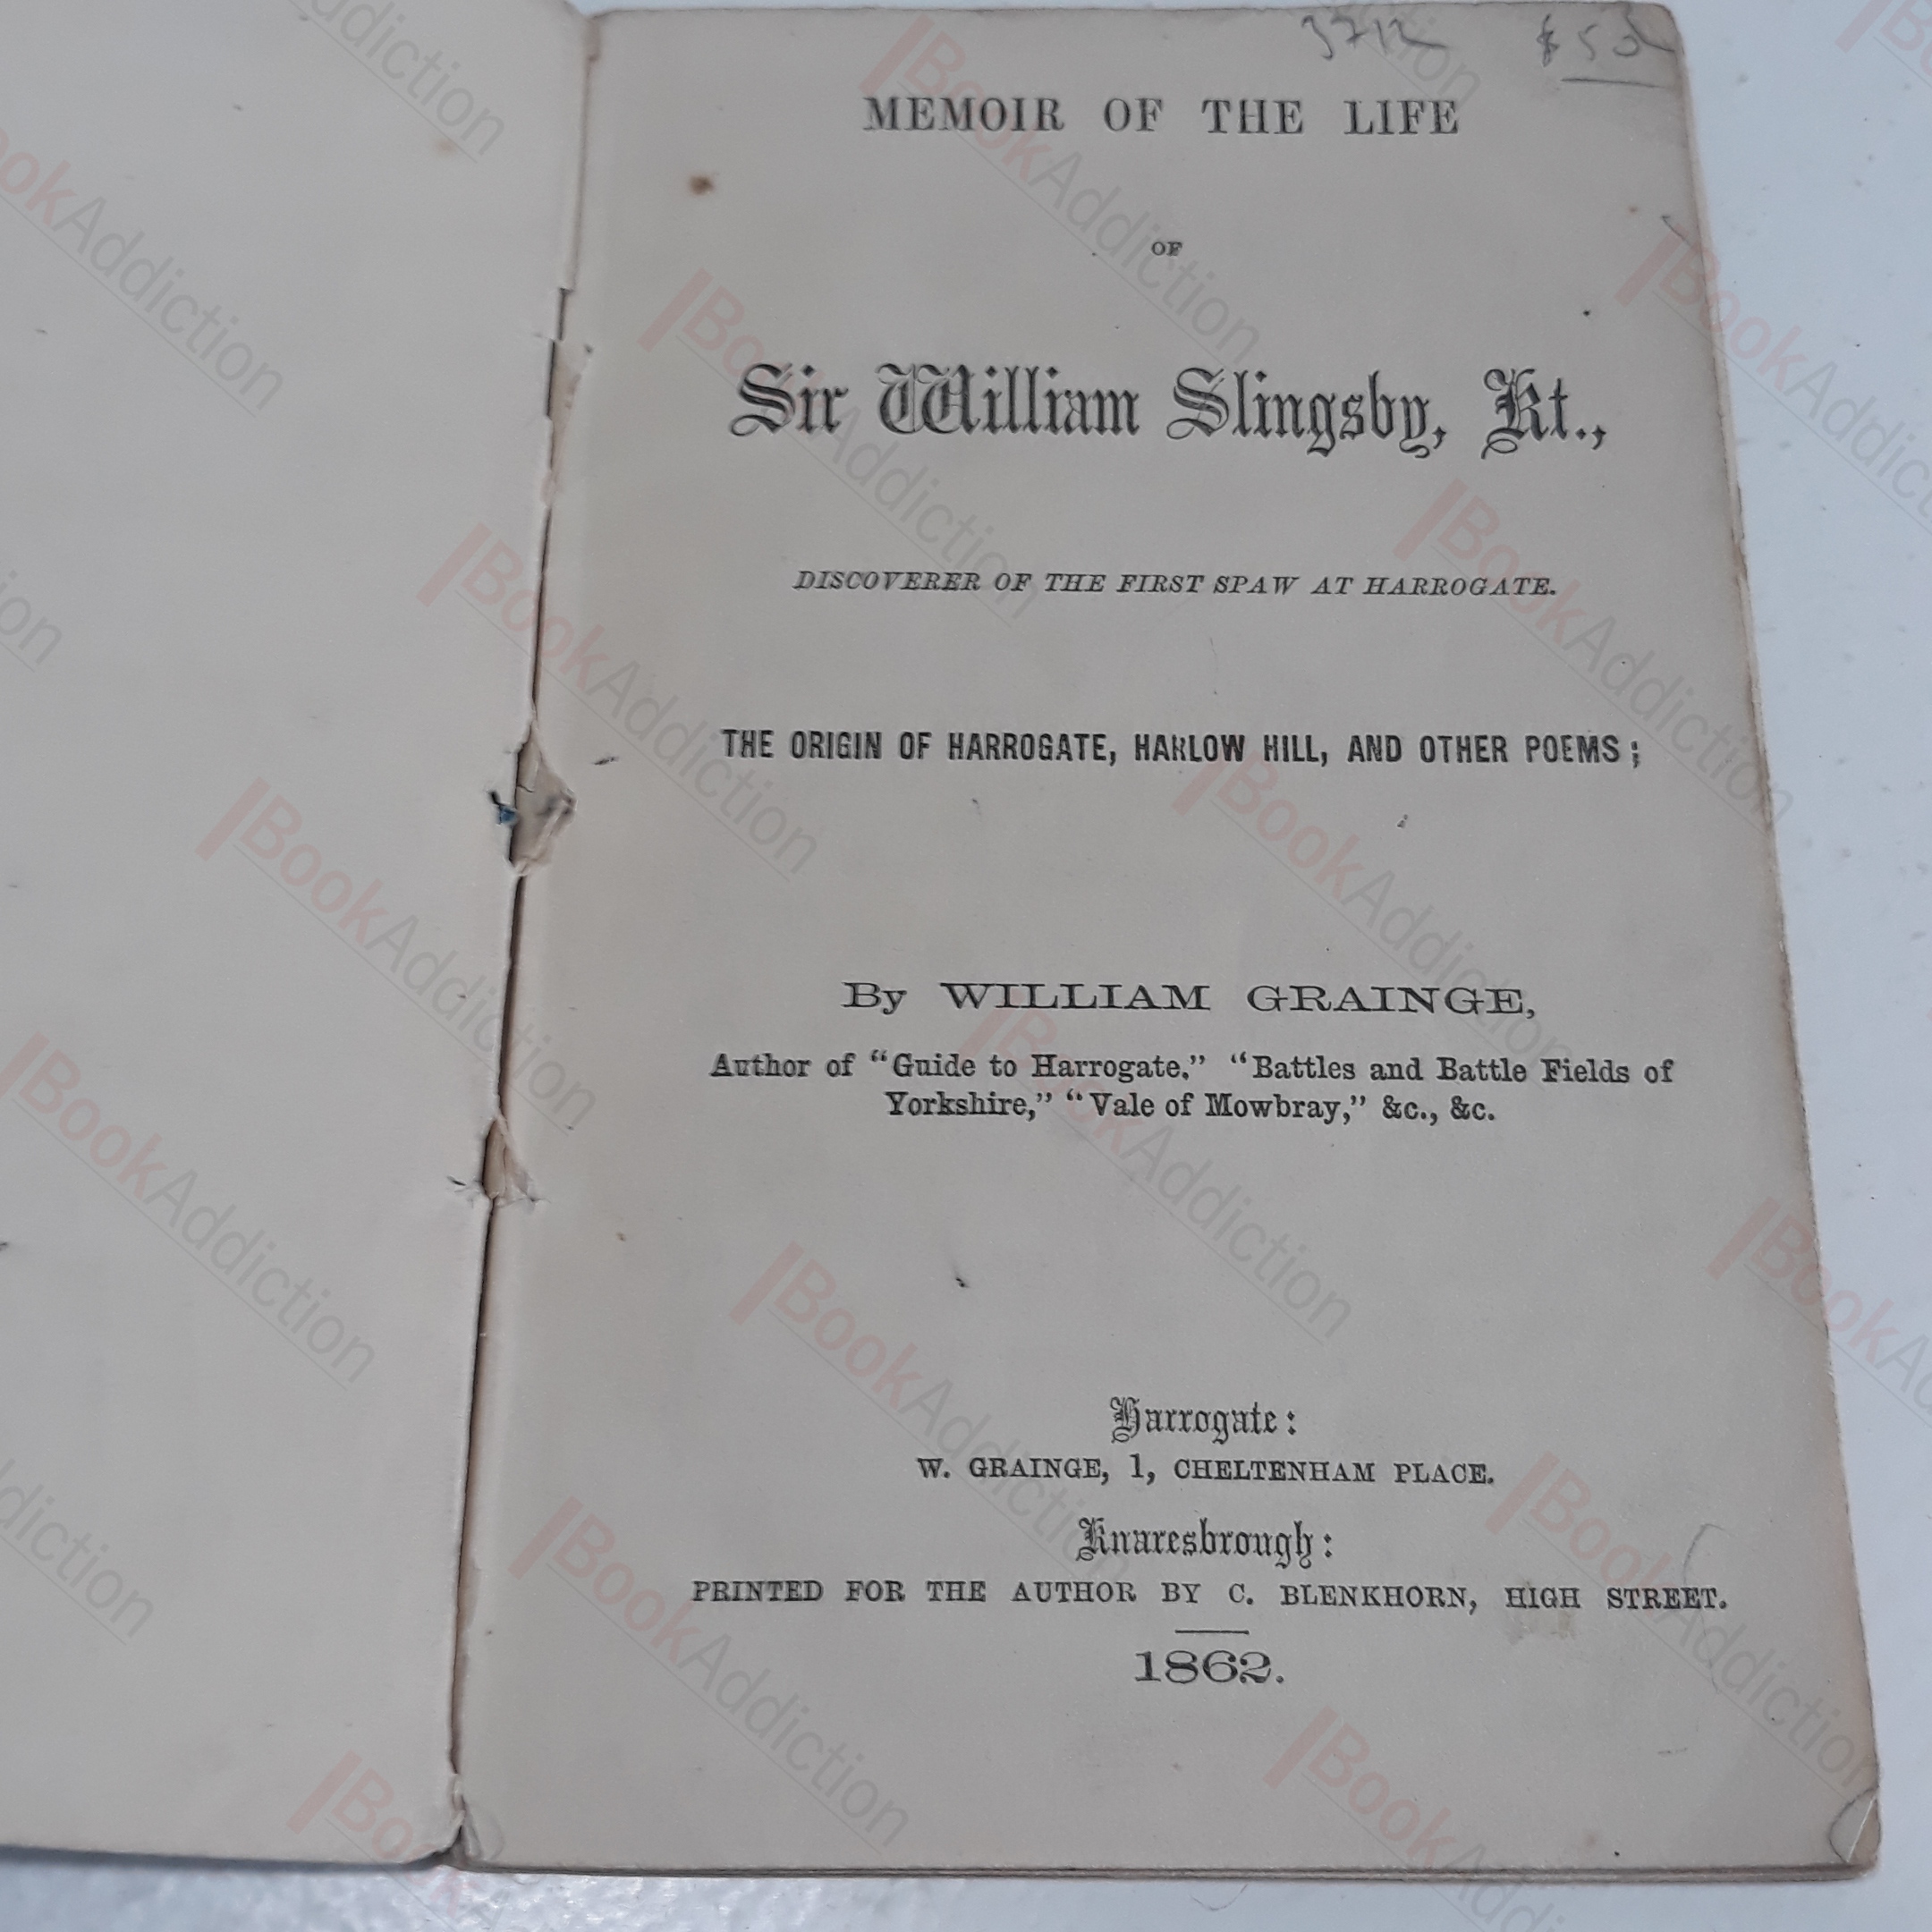 MEMOIR OF THE LIFE
OF
Sir William Slingsby, Kt.,
DISCOVERER OF THE FIRST SPAW AT HARROGATE.
THE ORIGIN OF HARROGATE, HARLOW HILL, AND OTHER POEMS;
By WILLIAM GRAINGE,
Author of "Guide to Harrogate," "Battles and Battle Fields of
Yorkshire," "Vale of Mowbray," &c., &c.
Harrogate:
W. GRAINGE, 1, CHELTENHAM PLACE.
Knaresbrough:
PRINTED FOR THE AUTHOR BY C. BLENKHORN, HIGH STREET.
1862.
BookAddiction